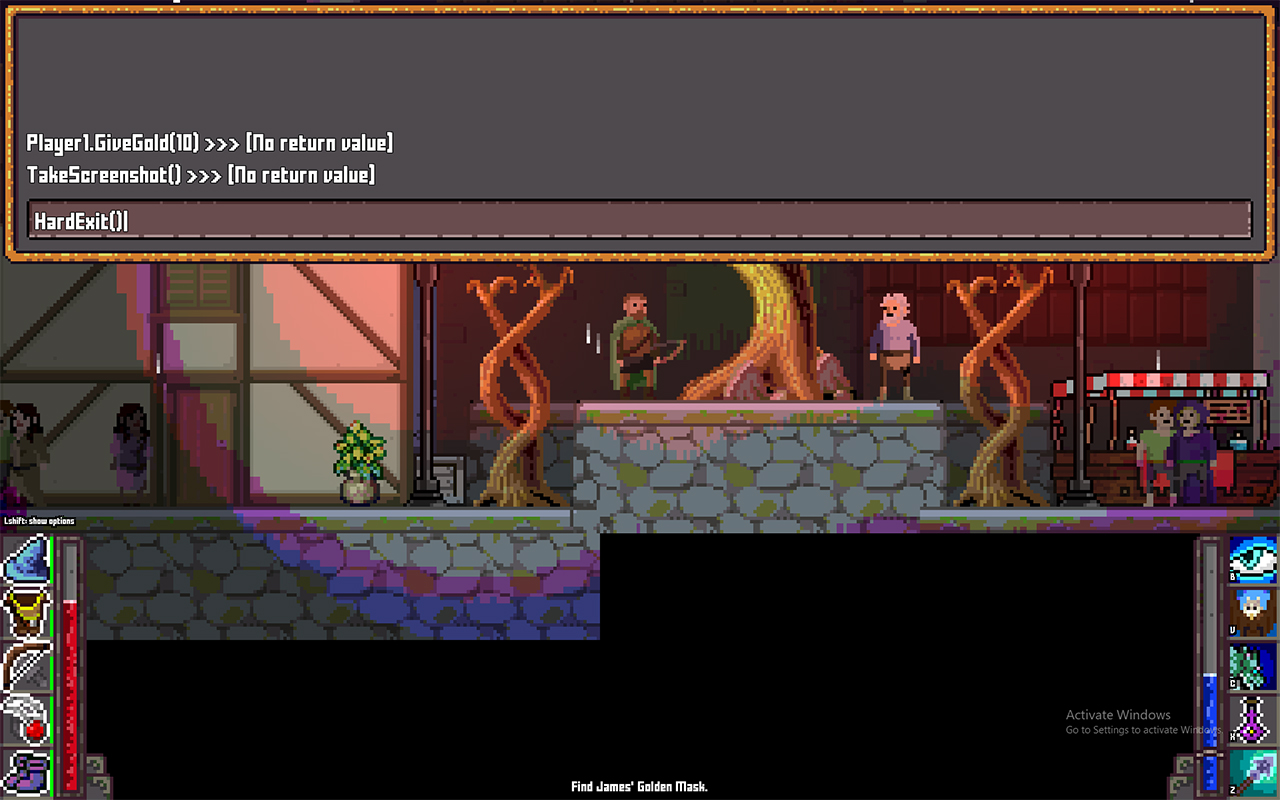 Player1.GiveGold(10) >>> [No return value]
TakeScreenshot() >>> [No return value]
HardExit()
Lshift: show options
B
V
C
X
Z
Activate Windows
Go to Settings to activate Windows.
Find James' Golden Mask.